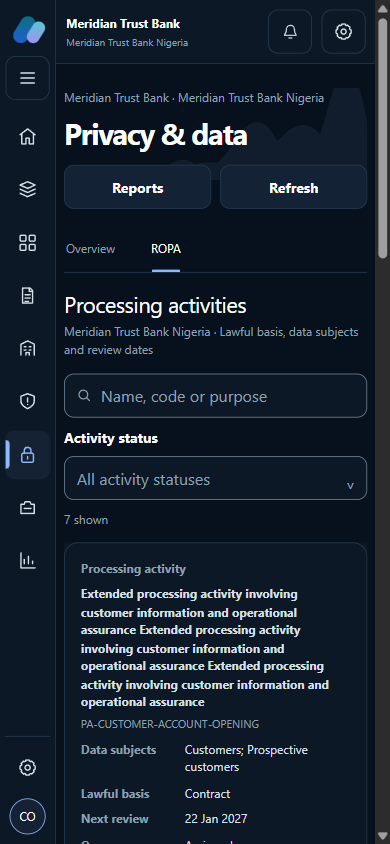 Meridian Trust Bank
Meridian Trust Bank Nigeria
Meridian Trust Bank · Meridian Trust Bank Nigeria
Privacy & data
Reports
Refresh
Overview
ROPA
Processing activities
Meridian Trust Bank Nigeria · Lawful basis, data subjects
and review dates
Name, code or purpose
Activity status
All activity statuses
v
7 shown
Processing activity
Extended processing activity involving
customer information and operational
assurance Extended processing activity
involving customer information and
operational assurance Extended processing
activity involving customer information and
operational assurance
PA-CUSTOMER-ACCOUNT-OPENING
Data subjects
Customers; Prospective
customers
Lawful basis
Contract
Next review
22 Jan 2027
CO